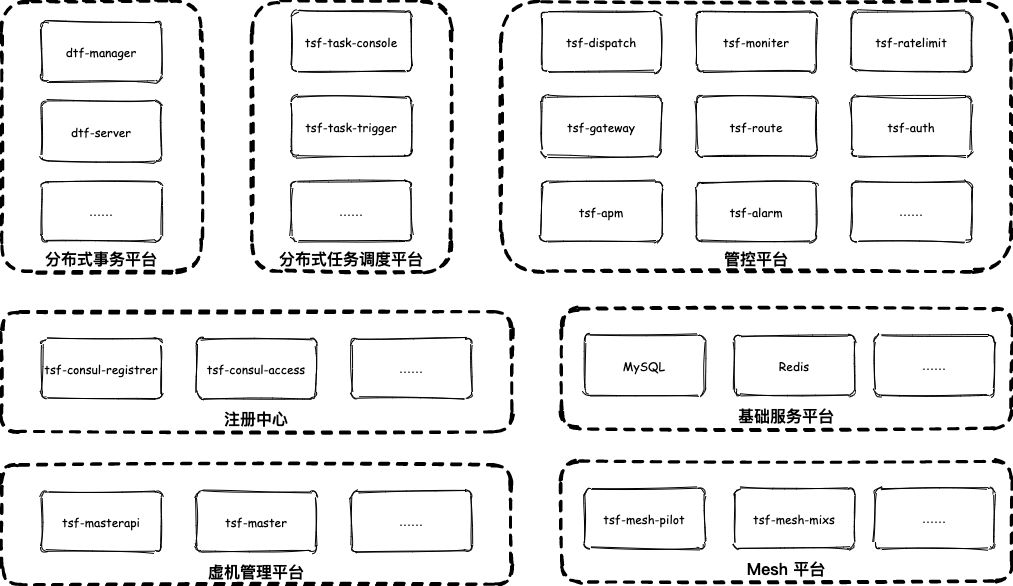 dtf-manager
dtf-server
......
分布式事务平台
tsf-task-console
tsf-task-trigger
......
分布式任务调度平台
tsf-dispatch
tsf-moniter
tsf-ratelimit
tsf-gateway
tsf-route
tsf-auth
tsf-apm
tsf-alarm
......
管控平台
tsf-consul-registrer
tsf-consul-access
......
注册中心
MySQL
Redis
......
基础服务平台
tsf-masterapi
tsf-master
......
虚机管理平台
tsf-mesh-pilot
tsf-mesh-mixs
......
Mesh 平台